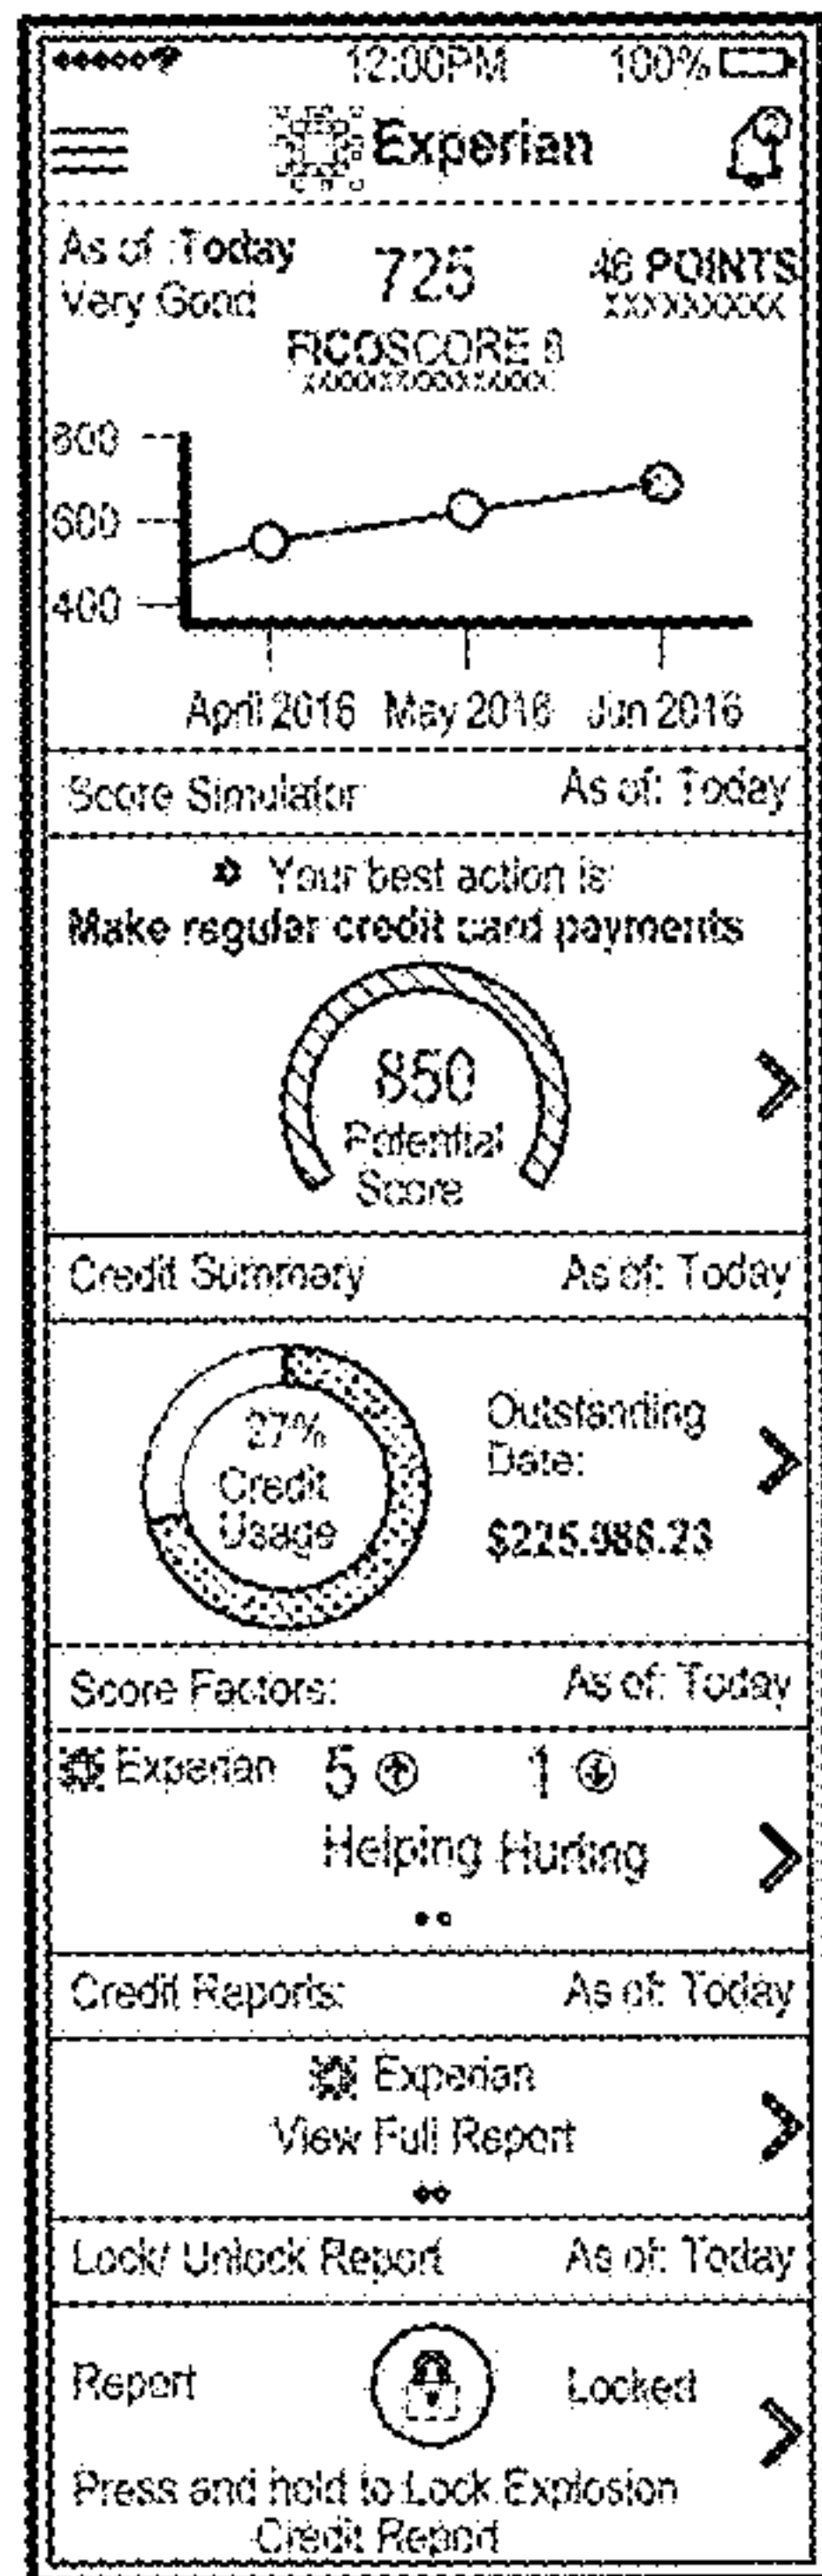 12:00PM 100%
Experian
As of :Today 725 46 POINTS
Very Good XXXXXXXXX
FICOSCORE 8
800
600
400
April 2016 May 2016 Jun 2016
Score Simulator As of: Today
Your best action is:
Make regular credit card payments
850
Potential
Score
Credit Summary As of: Today
27%
Credit
Usage
Outstanding
Date:
$225.988.23
Score Factors: As of: Today
Experian 5 1
Helping Hurting
Credit Reports: As of: Today
Experian
View Full Report
Lock/ Unlock Report As of: Today
Report Locked
Press and hold to Lock Explosion
Credit Report